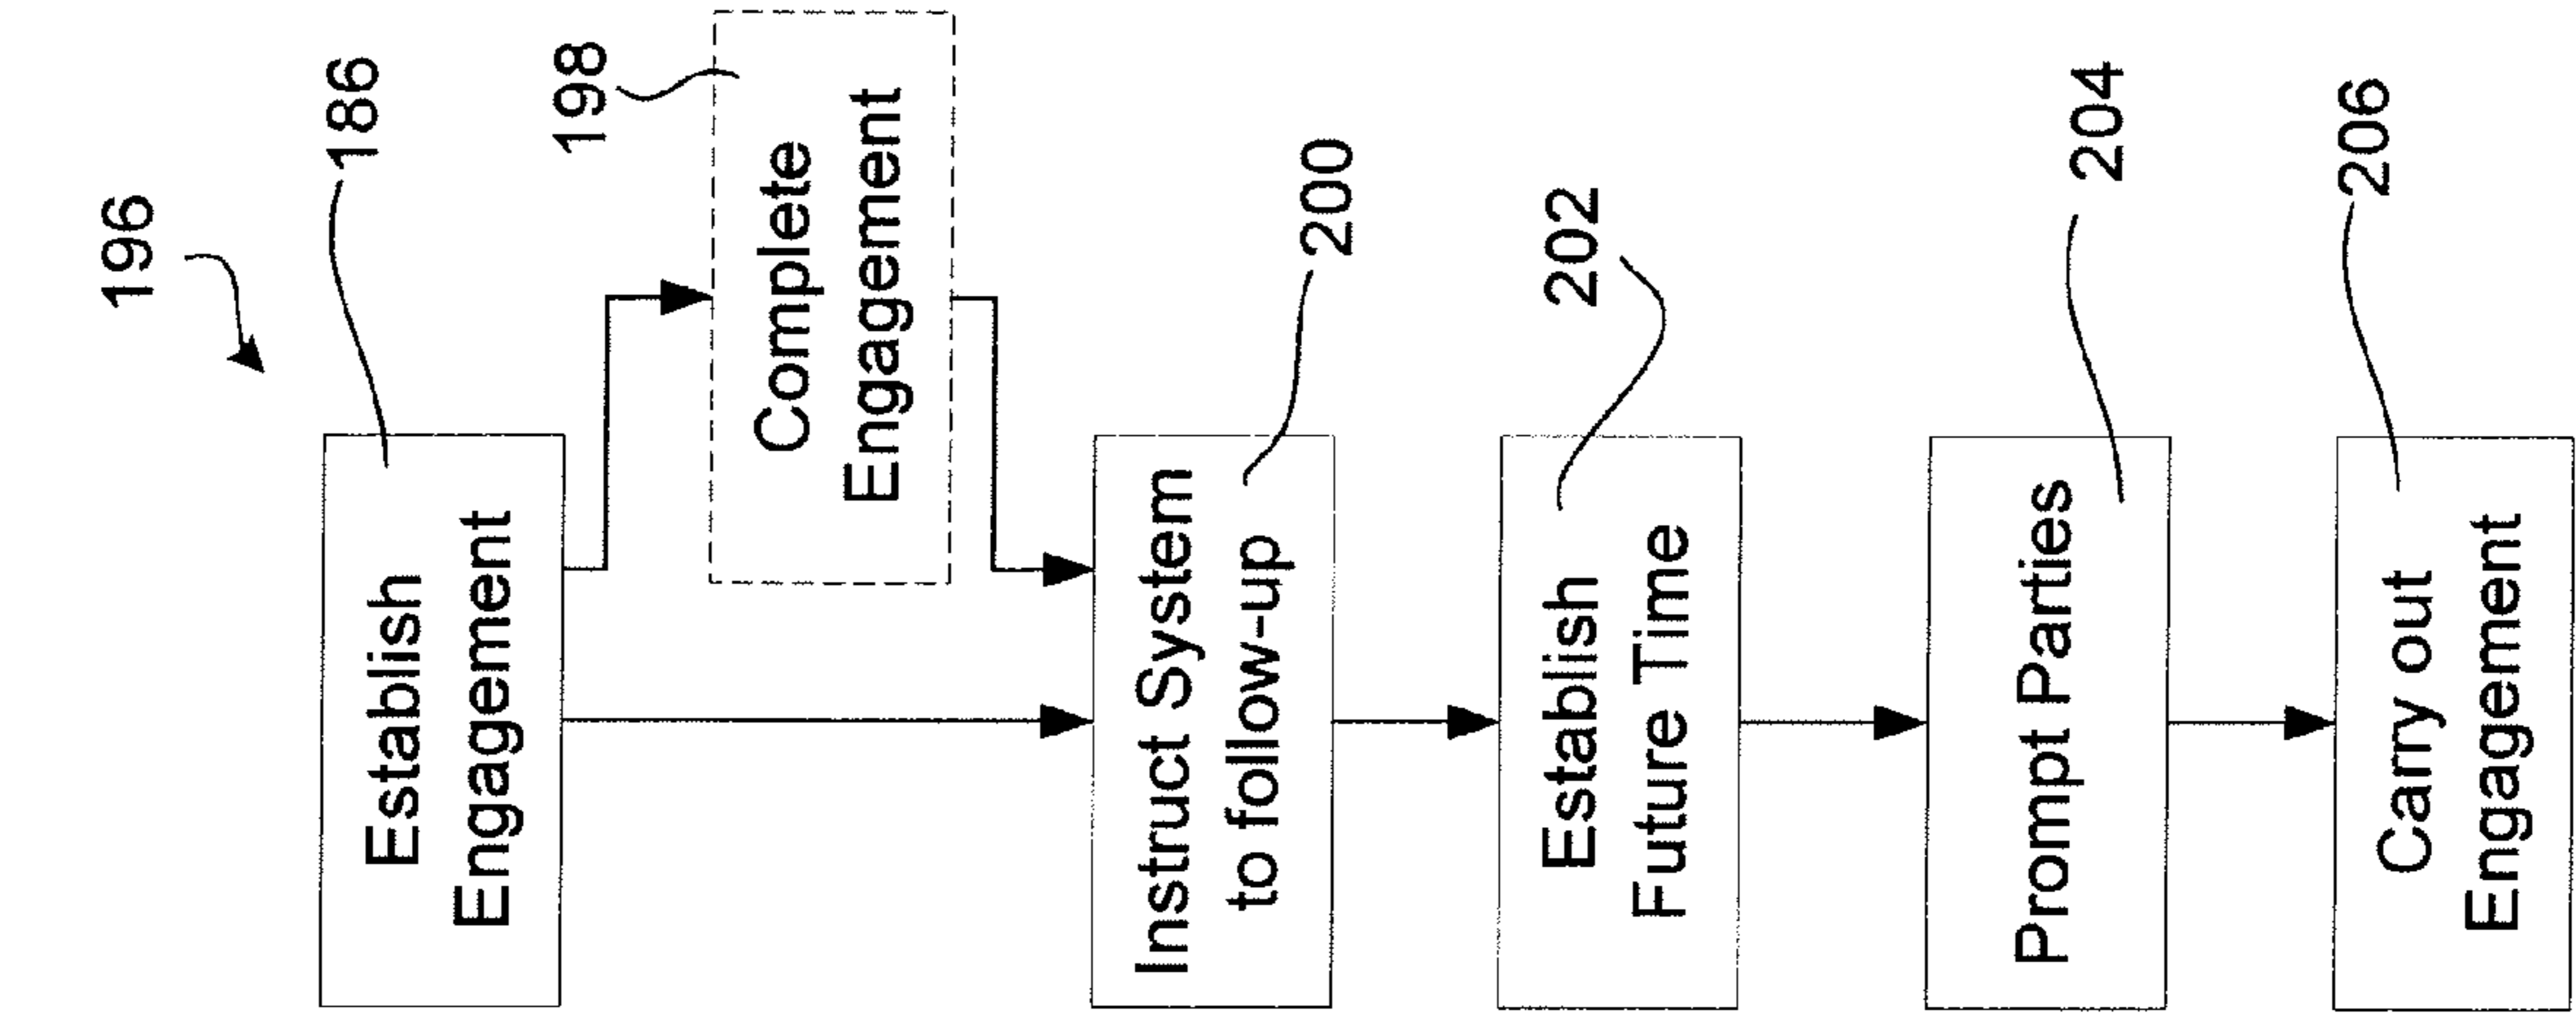 196
186
Establish
Engagement
198
Complete
Engagement
200
Instruct System
to follow-up
202
Establish
Future Time
204
Prompt Parties
206
Carry out
Engagement